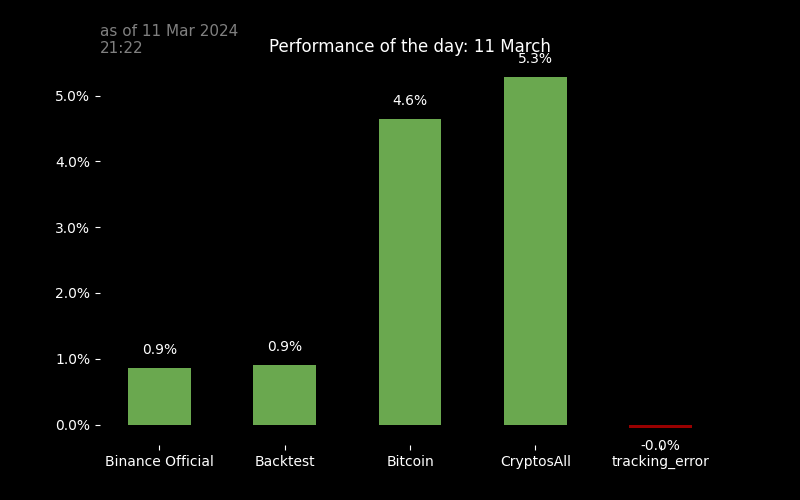 as of 11 Mar 2024
21:22
Performance of the day: 11 March
5.3%
5.0%
4.6%
4.0%
3.0%
2.0%
1.0%
0.9%
0.9%
0.0%
-0.0%
Binance Official
Backtest
Bitcoin
CryptosAll
tracking_error